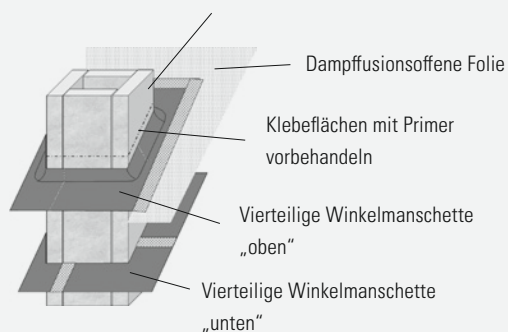 Dampffusionsoffene Folie
Klebeflächen mit Primer
vorbehandeln
Vierteilige Winkelmanschette
„oben“
Vierteilige Winkelmanschette
„unten“